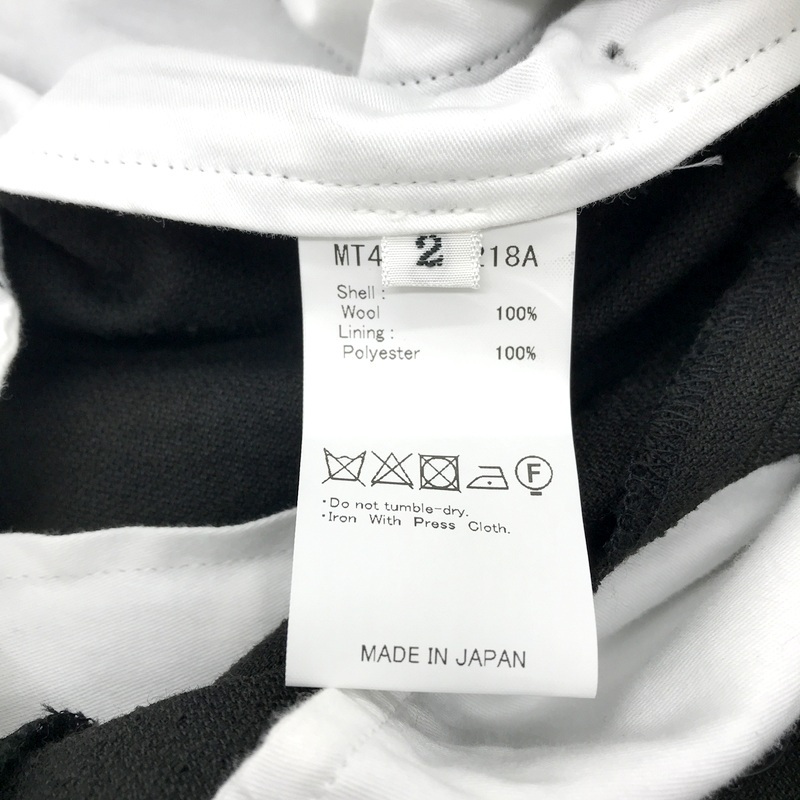 MT4 2 218A
Shell :
Wool 100%
Lining :
Polyester 100%
F
•Do not tumble-dry.
•Iron With Press Cloth.
MADE IN JAPAN